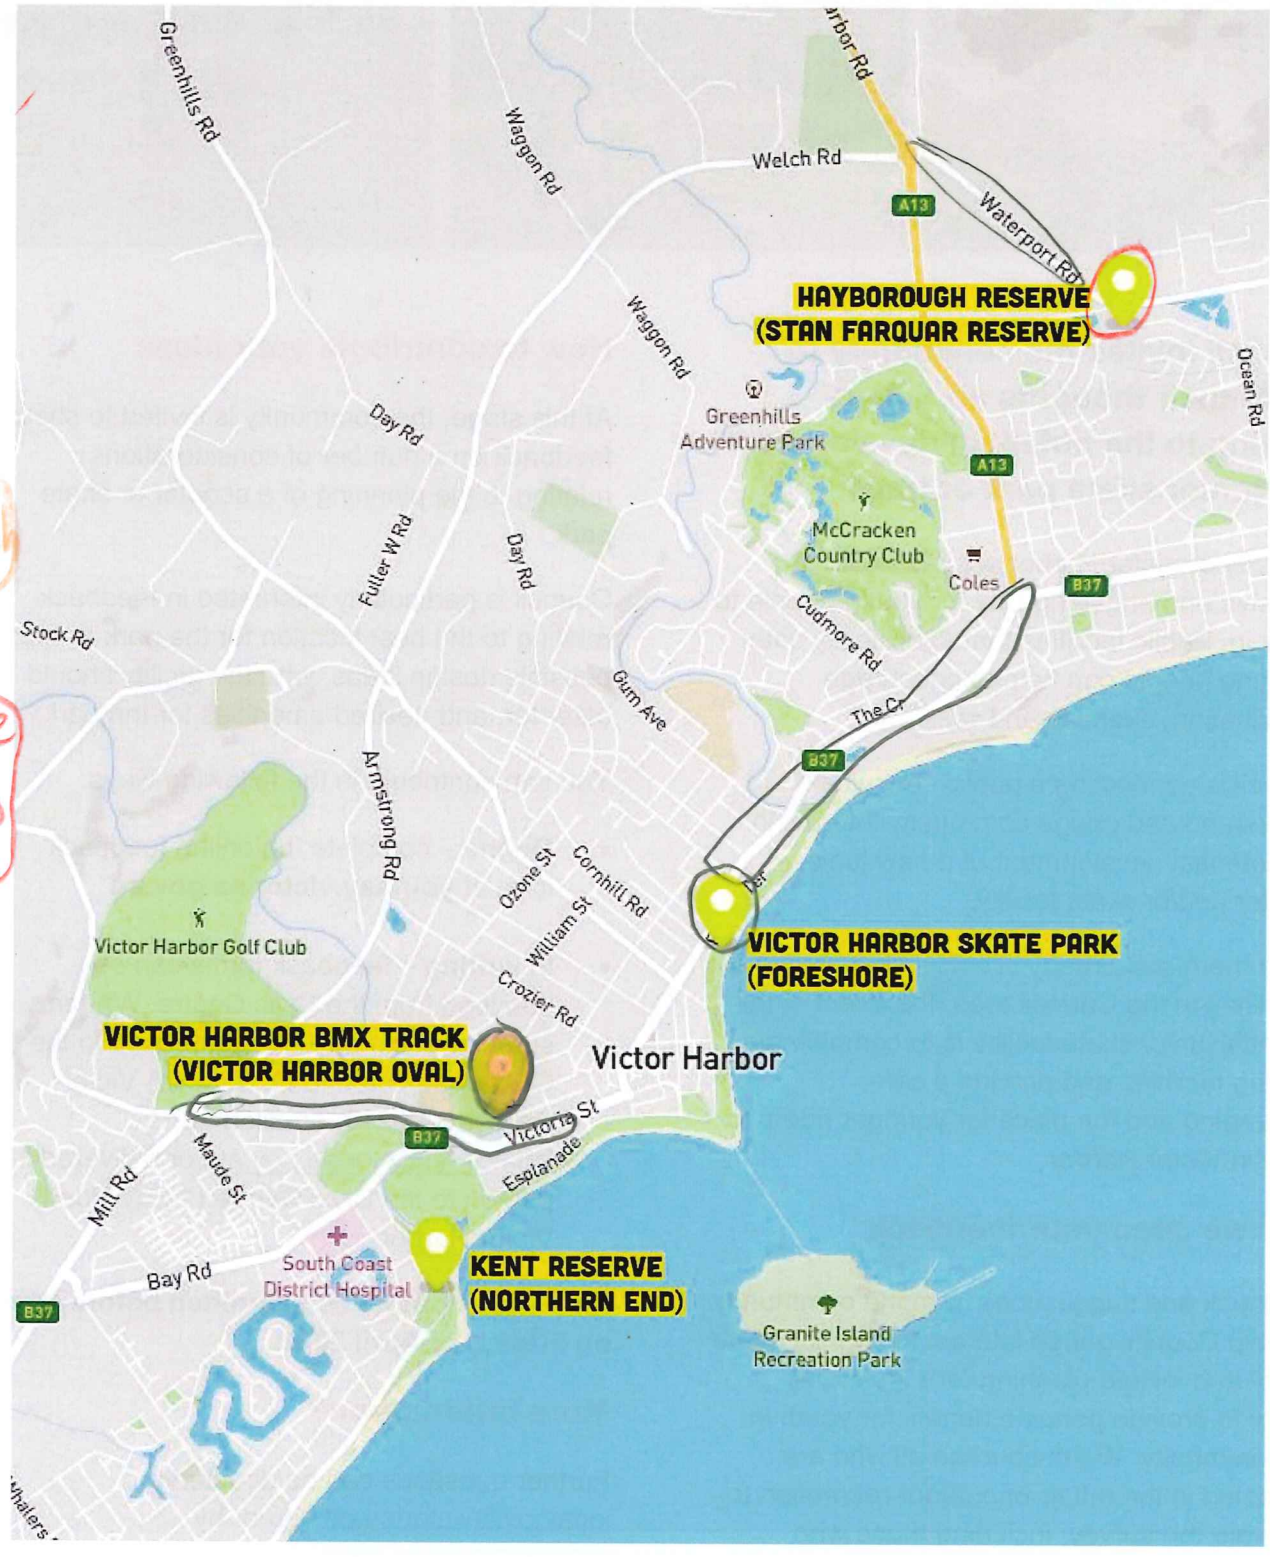 Greenhills Rd
arbor Rd
Waggon Rd
Welch Rd
A13
Waterport Rd
HAYBOROUGH RESERVE
(STAN FARQUAR RESERVE)
Waggon Rd
Ocean Rd
Day Rd
Greenhills
Adventure Park
A13
McCracken
Country Club
Fuller W Rd
Day Rd
Coles
B37
Stock Rd
Cudmore Rd
Gum Ave
The Cr
B37
Armstrong Rd
Ozone St
Cornhill Rd
Ter
William St
Victor Harbor Golf Club
VICTOR HARBOR SKATE PARK
(FORESHORE)
Crozier Rd
VICTOR HARBOR BMX TRACK
(VICTOR HARBOR OVAL)
Victor Harbor
Victoria St
B37
Esplanade
Maude St
Mill Rd
South Coast
District Hospital
KENT RESERVE
(NORTHERN END)
Bay Rd
B37
Granite Island
Recreation Park
Whalers